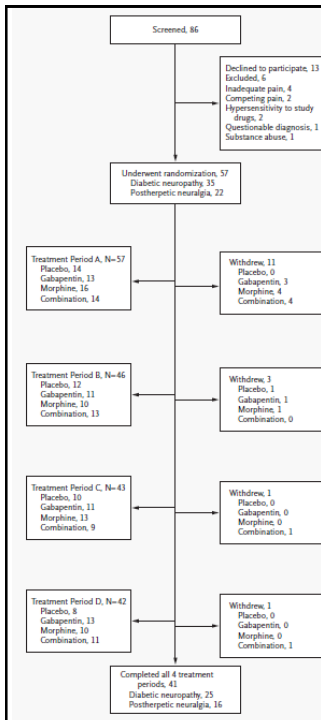 Screened, 86
Declined to participate, 13
Excluded, 6
Inadequate pain, 4
Competing pain, 2
Hypersensitivity to study
drugs, 2
Questionable diagnosis, 1
Substance abuse, 1
Underwent randomization, 57
Diabetic neuropathy, 35
Postherpetic neuralgia, 22
Treatment Period A, N=57
Placebo, 14
Gabapentin, 13
Morphine, 16
Combination, 14
Withdrew, 11
Placebo, 0
Gabapentin, 3
Morphine, 4
Combination, 4
Treatment Period B, N=46
Placebo, 12
Gabapentin, 11
Morphine, 10
Combination, 13
Withdrew, 3
Placebo, 1
Gabapentin, 1
Morphine, 1
Combination, 0
Treatment Period C, N=43
Placebo, 10
Gabapentin, 11
Morphine, 13
Combination, 9
Withdrew, 1
Placebo, 0
Gabapentin, 0
Morphine, 0
Combination, 1
Treatment Period D, N=42
Placebo, 8
Gabapentin, 13
Morphine, 10
Combination, 11
Withdrew, 1
Placebo, 0
Gabapentin, 0
Morphine, 0
Combination, 1
Completed all 4 treatment
periods, 41
Diabetic neuropathy, 25
Postherpetic neuralgia, 16